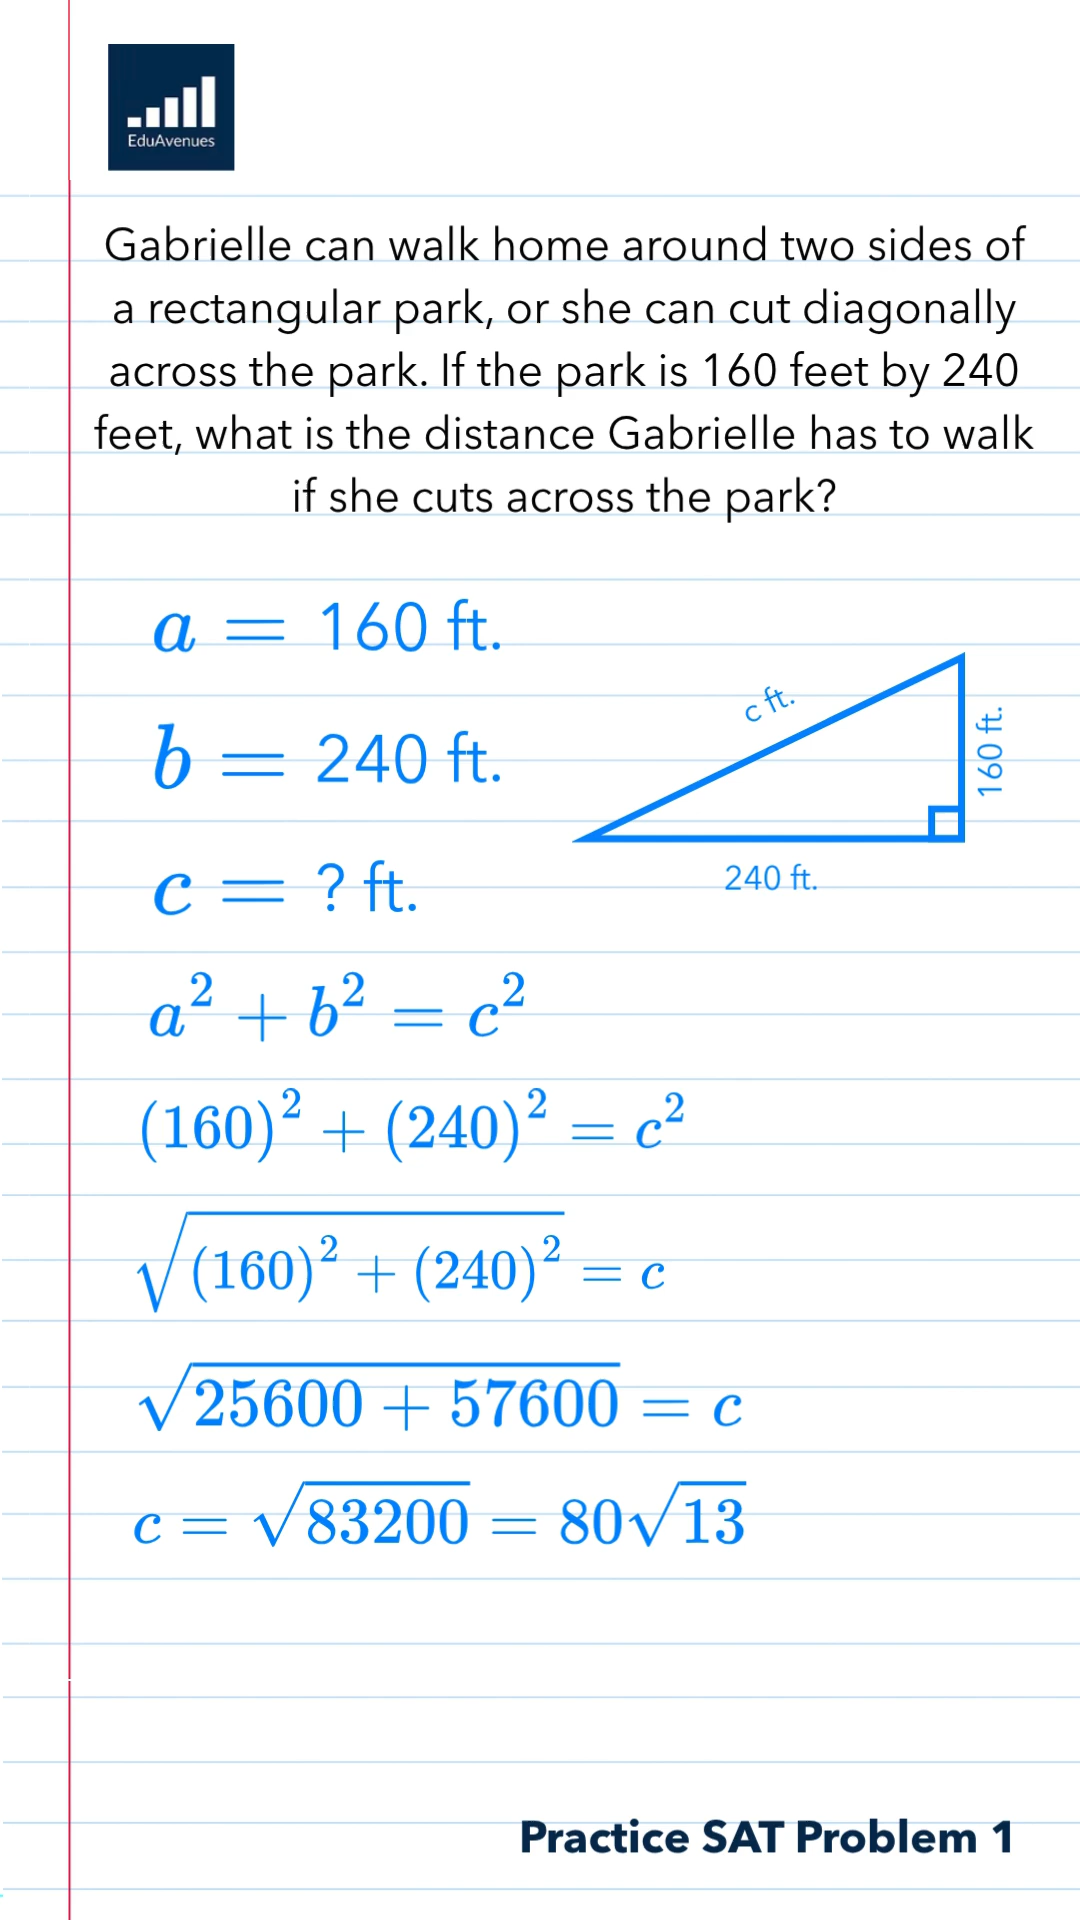 EduAvenues
Gabrielle can walk home around two sides of
a rectangular park, or she can cut diagonally
across the park. If the park is 160 feet by 240
feet, what is the distance Gabrielle has to walk
if she cuts across the park?
a = 160 ft.
b = 240 ft.
c = ? ft.
c ft.
160 ft.
240 ft.
a² + b² = c²
(160)² + (240)² = c²
√((160)² + (240)²) = c
√(25600 + 57600) = c
c = √83200 = 80√13
Practice SAT Problem 1